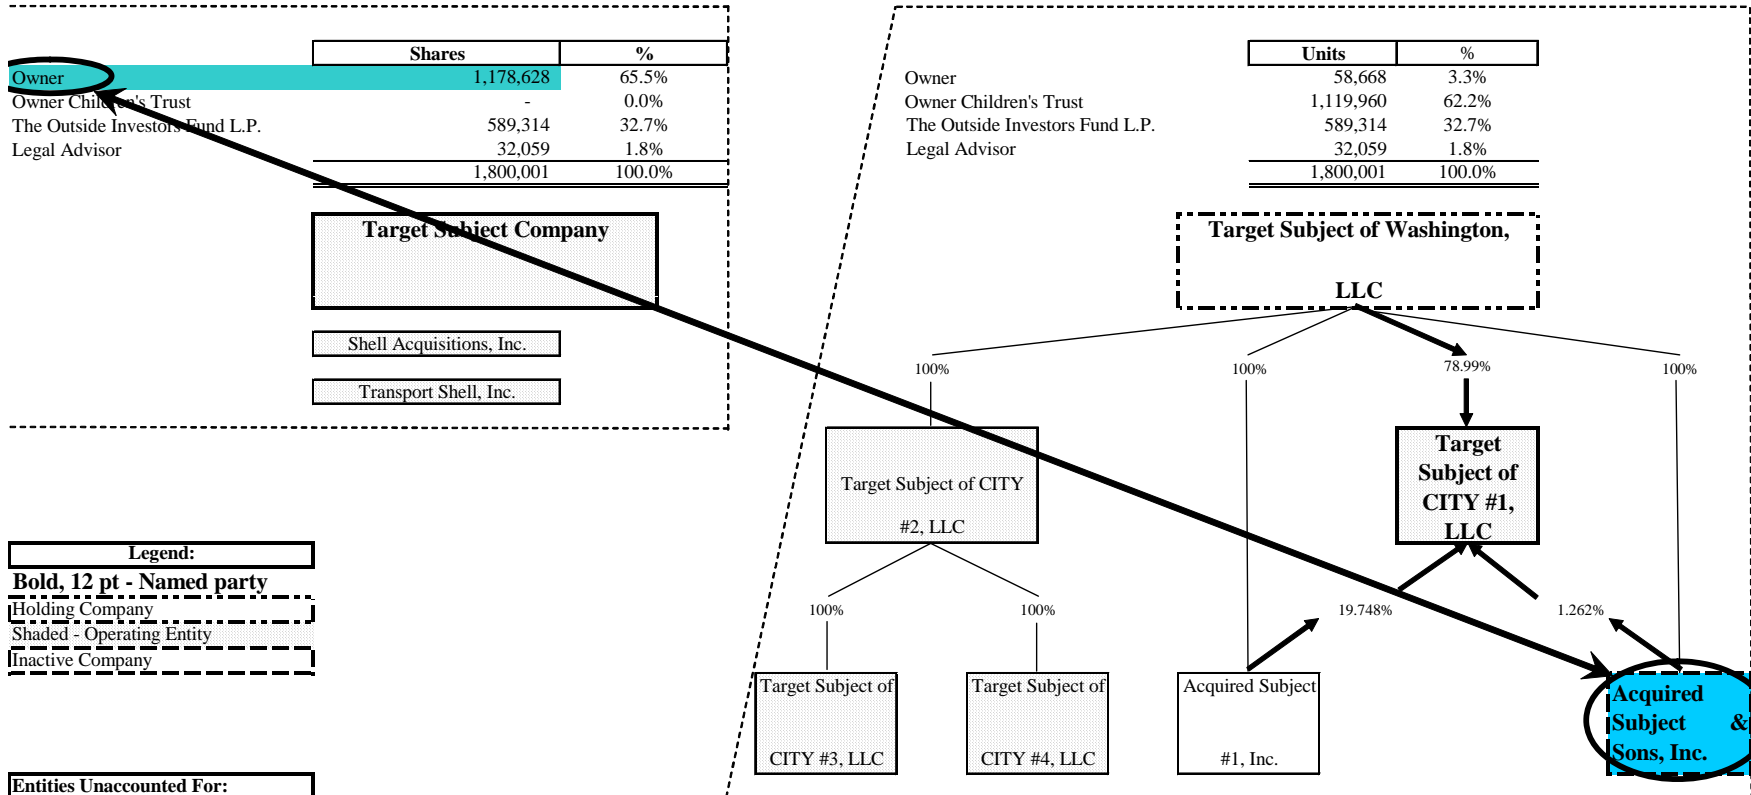 Shares %
Owner 1,178,628 65.5%
Owner Children's Trust - 0.0%
The Outside Investors Fund L.P. 589,314 32.7%
Legal Advisor 32,059 1.8%
1,800,001 100.0%
Target Subject Company
Shell Acquisitions, Inc.
Transport Shell, Inc.
Units %
Owner 58,668 3.3%
Owner Children's Trust 1,119,960 62.2%
The Outside Investors Fund L.P. 589,314 32.7%
Legal Advisor 32,059 1.8%
1,800,001 100.0%
Target Subject of Washington,
LLC
100% 100% 78.99% 100%
Target Subject of CITY
#2, LLC
Target
Subject of
CITY #1,
LLC
100% 100% 19.748% 1.262%
Target Subject of
CITY #3, LLC
Target Subject of
CITY #4, LLC
Acquired Subject
#1, Inc.
Acquired
Subject &
Sons, Inc.
Legend:
Bold, 12 pt - Named party
Holding Company
Shaded - Operating Entity
Inactive Company
Entities Unaccounted For: